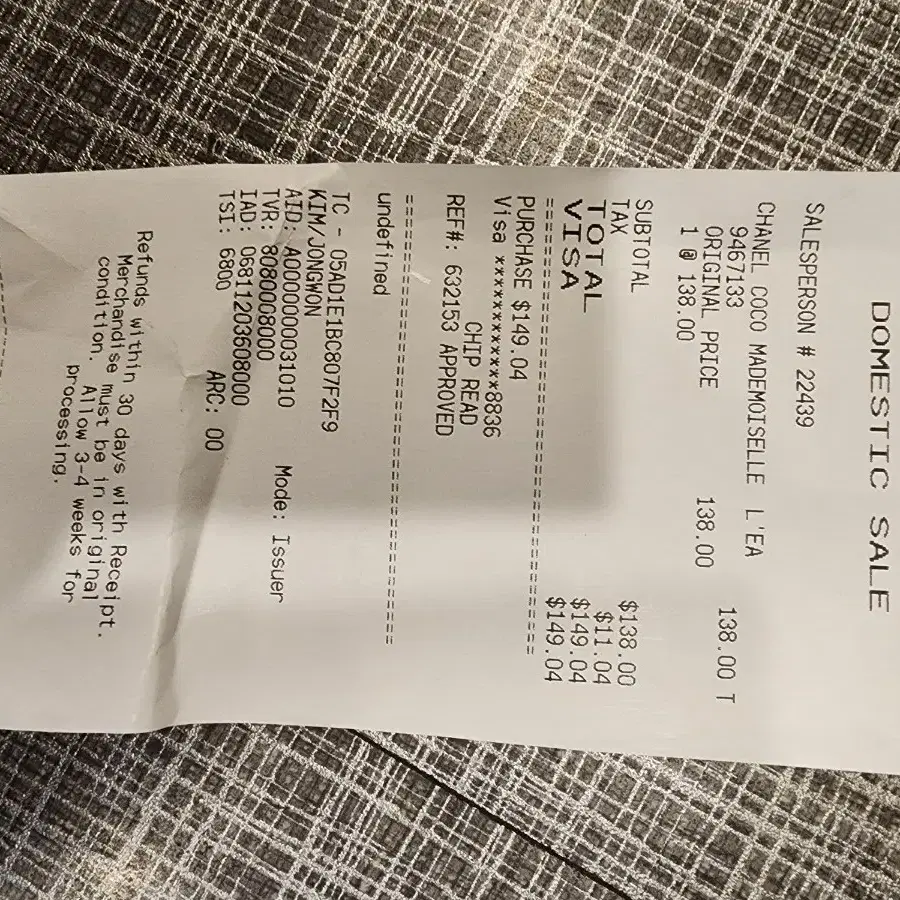 DOMESTIC SALE
SALESPERSON # 22439
CHANEL COCO MADEMOISELLE L'EA
9467133 138.00 T
ORIGINAL PRICE 138.00
1 @ 138.00
SUBTOTAL $138.00
TAX $11.04
TOTAL $149.04
VISA $149.04
==============================
PURCHASE $149.04
Visa ************8836
CHIP READ
REF#: 632153 APPROVED
==============================
undefined
TC - 05AD1E1BC807F2F9
KIM/JONGWON
AID: A0000000031010
TVR: 8080008000 Mode: Issuer
IAD: 06811203608000
TSI: 6800 ARC: 00
Refunds within 30 days with Receipt.
Merchandise must be in original
condition. Allow 3-4 weeks for
processing.